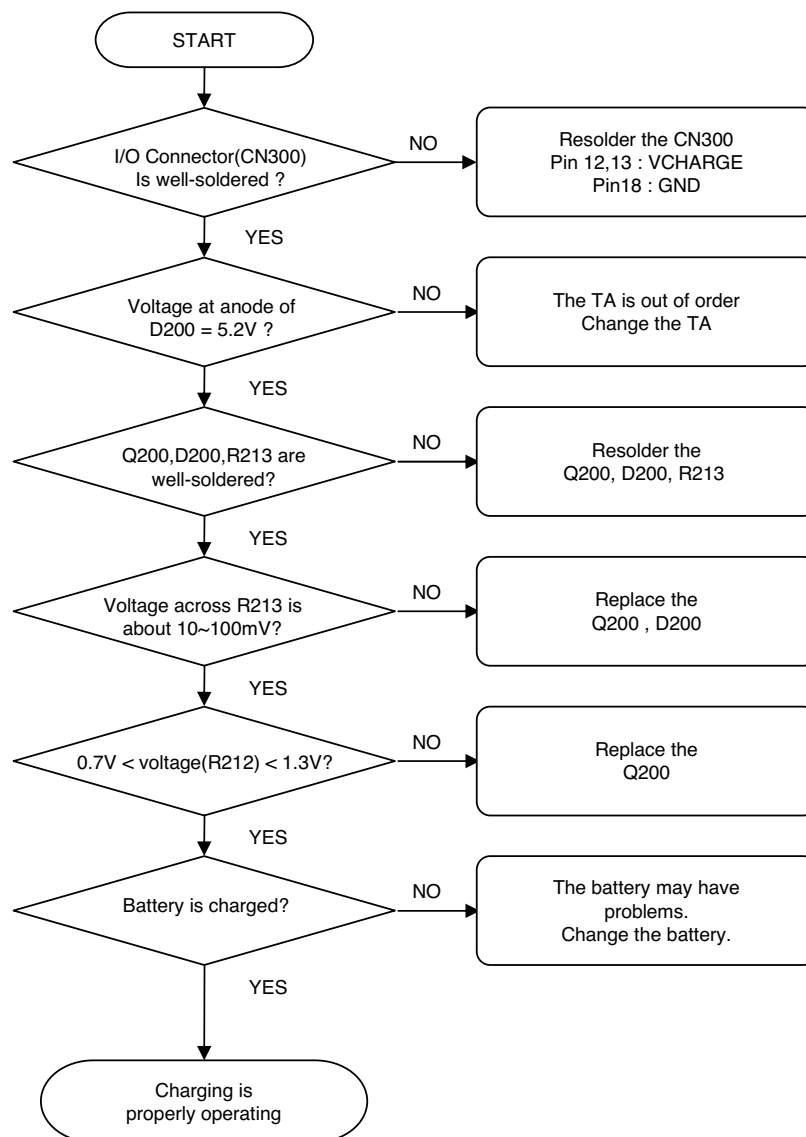 START
I/O Connector(CN300)
Is well-soldered ?
NO
Resolder the CN300
Pin 12,13 : VCHARGE
Pin18 : GND
YES
Voltage at anode of
D200 = 5.2V ?
NO
The TA is out of order
Change the TA
YES
Q200,D200,R213 are
well-soldered?
NO
Resolder the
Q200, D200, R213
YES
Voltage across R213 is
about 10~100mV?
NO
Replace the
Q200 , D200
YES
0.7V < voltage(R212) < 1.3V?
NO
Replace the
Q200
YES
Battery is charged?
NO
The battery may have
problems.
Change the battery.
YES
Charging is
properly operating